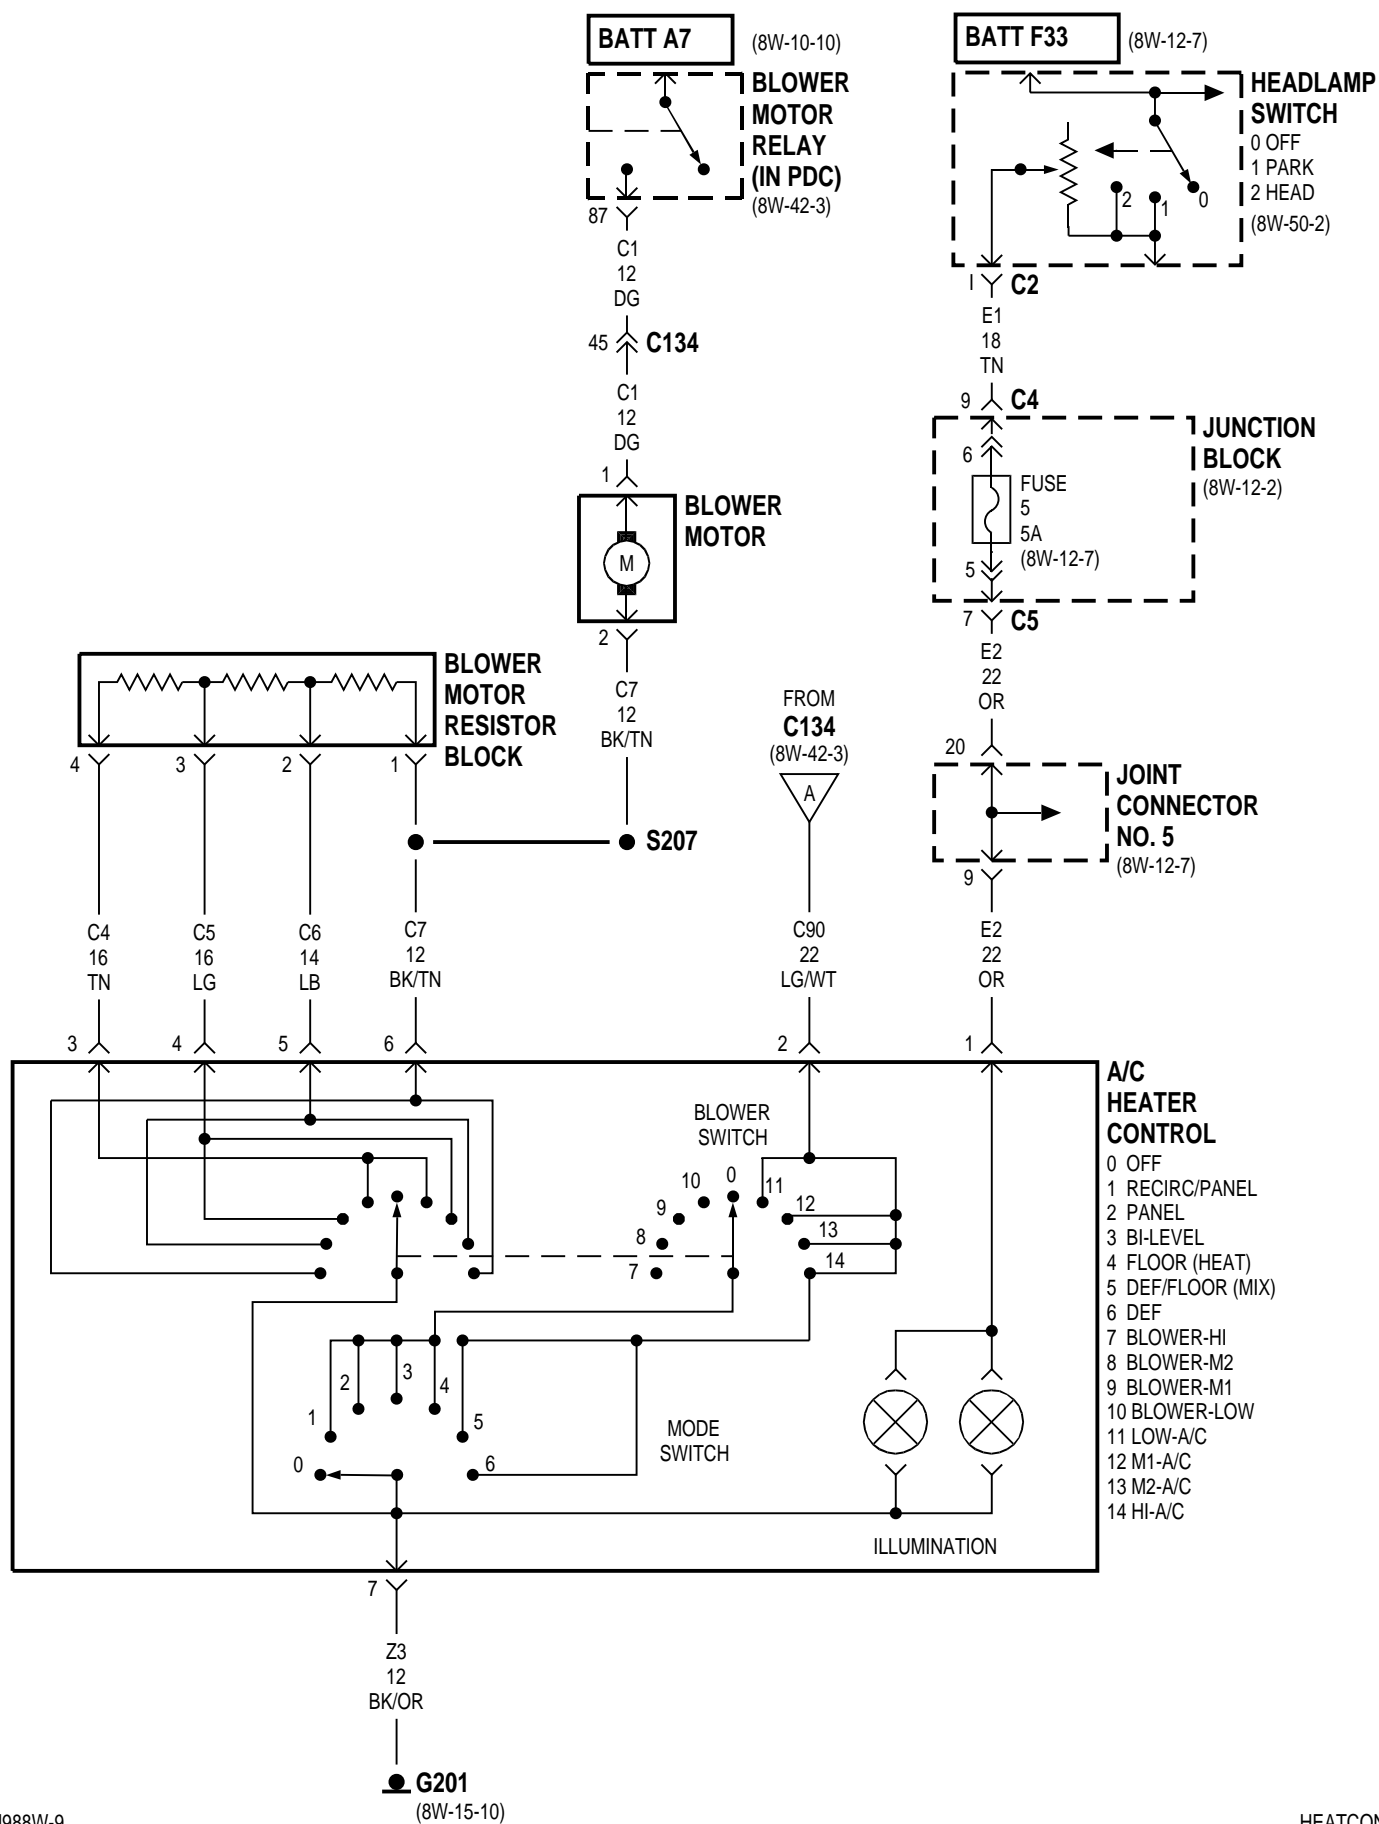 BATT A7
(8W-10-10)
BLOWER
MOTOR
RELAY
(IN PDC)
(8W-42-3)
87
C1
12
DG
45
C134
C1
12
DG
1
BLOWER
MOTOR
M
2
C7
12
BK/TN
S207
BATT F33
(8W-12-7)
HEADLAMP
SWITCH
0 OFF
1 PARK
2 HEAD
(8W-50-2)
2
1
0
I
C2
E1
18
TN
9
C4
JUNCTION
BLOCK
(8W-12-2)
6
FUSE
5
5A
(8W-12-7)
5
7
C5
E2
22
OR
20
JOINT
CONNECTOR
NO. 5
(8W-12-7)
9
E2
22
OR
1
BLOWER
MOTOR
RESISTOR
BLOCK
4
3
2
1
C4
16
TN
C5
16
LG
C6
14
LB
C7
12
BK/TN
3
4
5
6
FROM
C134
(8W-42-3)
A
C90
22
LG/WT
2
A/C
HEATER
CONTROL
0 OFF
1 RECIRC/PANEL
2 PANEL
3 BI-LEVEL
4 FLOOR (HEAT)
5 DEF/FLOOR (MIX)
6 DEF
7 BLOWER-HI
8 BLOWER-M2
9 BLOWER-M1
10 BLOWER-LOW
11 LOW-A/C
12 M1-A/C
13 M2-A/C
14 HI-A/C
BLOWER
SWITCH
7
8
9
10
0
11
12
13
14
MODE
SWITCH
0
1
2
3
4
5
6
ILLUMINATION
7
Z3
12
BK/OR
G201
(8W-15-10)
988W-9
HEATCON